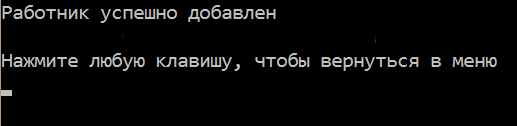 Работник успешно добавлен
Нажмите любую клавишу, чтобы вернуться в меню